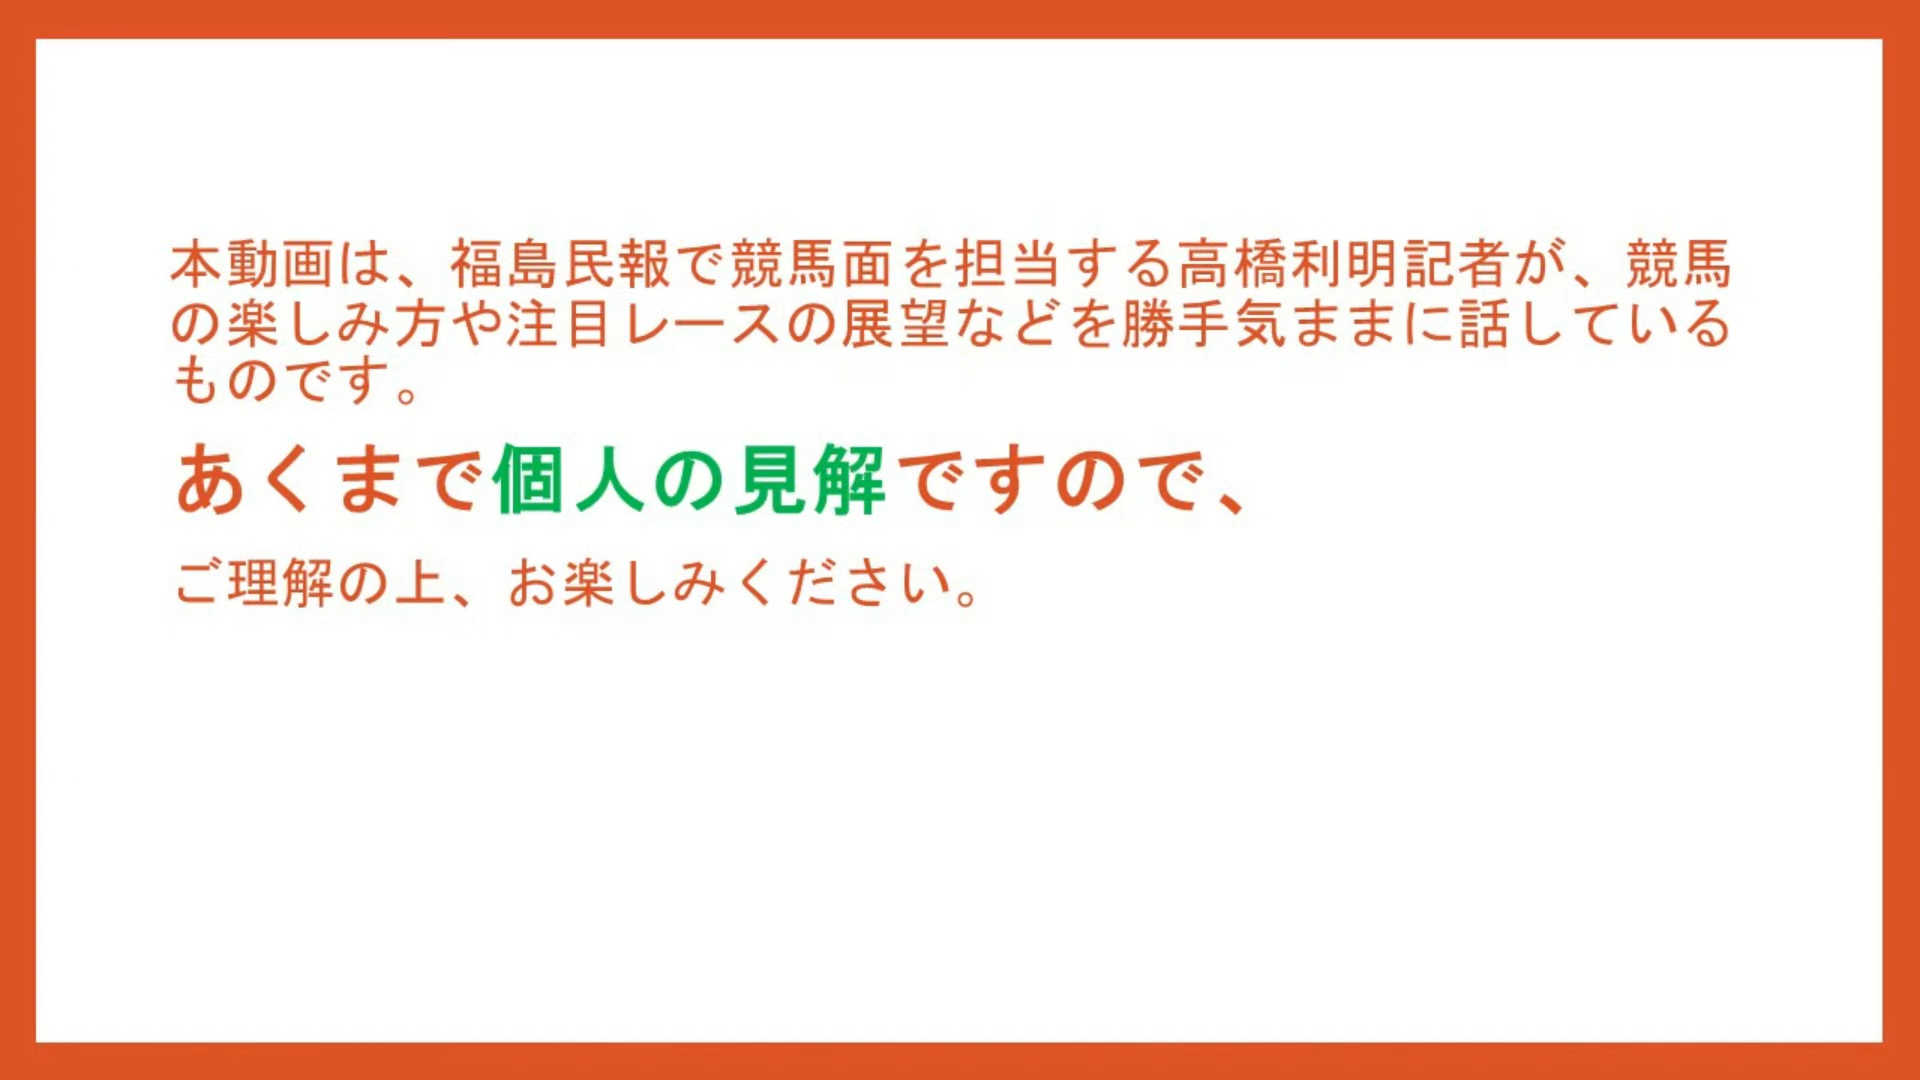 本動画は、福島民報で競馬面を担当する高橋利明記者が、競馬
の楽しみ方や注目レースの展望などを勝手気ままに話している
ものです。
あくまで個人の見解ですので、
ご理解の上、お楽しみください。